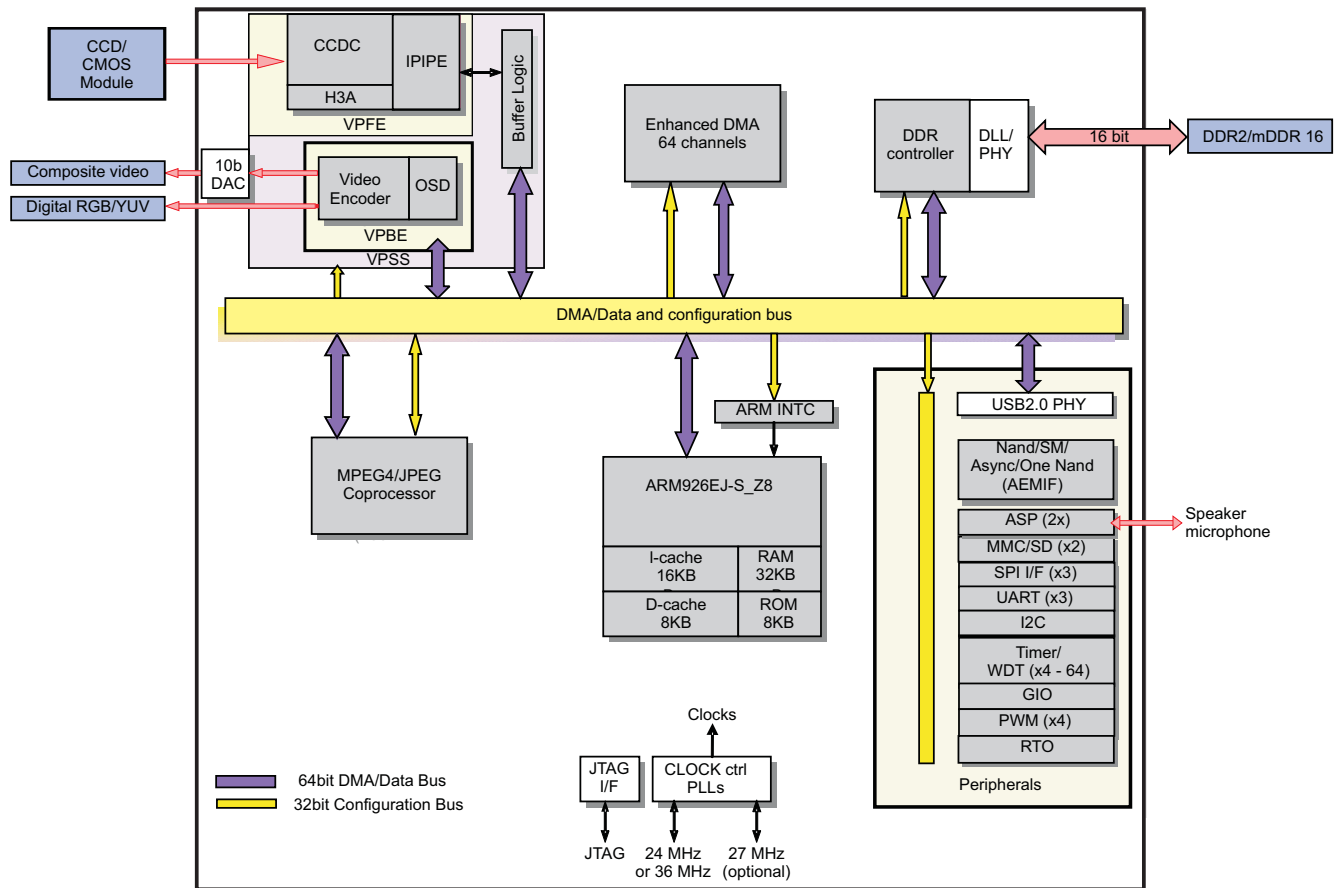 CCD/
CMOS
Module
CCDC
IPIPE
H3A
VPFE
Buffer Logic
Enhanced DMA
64 channels
DDR
controller
DLL/
PHY
16 bit
DDR2/mDDR 16
Composite video
Digital RGB/YUV
10b
DAC
Video
Encoder
OSD
VPBE
VPSS
DMA/Data and configuration bus
MPEG4/JPEG
Coprocessor
ARM INTC
ARM926EJ-S_Z8
I-cache
16KB
RAM
32KB
D-cache
8KB
ROM
8KB
USB2.0 PHY
Nand/SM/
Async/One Nand
(AEMIF)
ASP (2x)
Speaker
microphone
MMC/SD (x2)
SPI I/F (x3)
UART (x3)
I2C
Timer/
WDT (x4 - 64)
GIO
PWM (x4)
RTO
Peripherals
Clocks
JTAG
I/F
CLOCK ctrl
PLLs
JTAG
24 MHz
or 36 MHz
27 MHz
(optional)
64bit DMA/Data Bus
32bit Configuration Bus